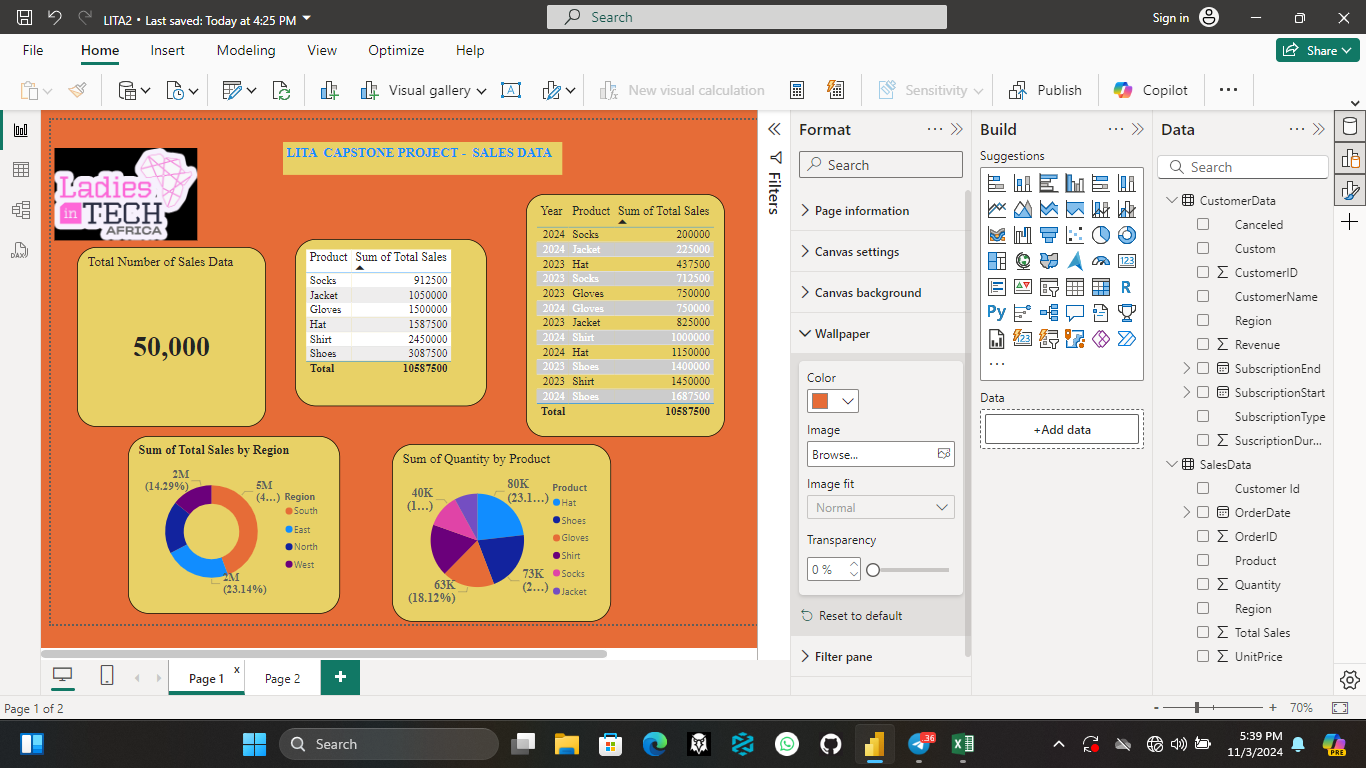 LITA2 • Last saved: Today at 4:25 PM
Search
Sign in
File Home Insert Modeling View Optimize Help
Share
Visual gallery
New visual calculation
Sensitivity
Publish
Copilot
LITA CAPSTONE PROJECT - SALES DATA
Ladies
in TECH
AFRICA
Total Number of Sales Data
50,000
Product Sum of Total Sales
Socks 912500
Jacket 1050000
Gloves 1500000
Hat 1587500
Shirt 2450000
Shoes 3087500
Total 10587500
Year Product Sum of Total Sales
2024 Socks 200000
2024 Jacket 225000
2023 Hat 437500
2023 Socks 712500
2023 Gloves 750000
2024 Gloves 750000
2023 Jacket 825000
2024 Shirt 1000000
2024 Hat 1150000
2023 Shoes 1400000
2023 Shirt 1450000
2024 Shoes 1687500
Total 10587500
Sum of Total Sales by Region
2M
(14.29%)
5M
(4...)
2M
(23.14%)
Region
South
East
North
West
Sum of Quantity by Product
40K
(1...)
80K
(23.1...)
63K
(18.12%)
73K
(2...)
Product
Hat
Shoes
Gloves
Shirt
Socks
Jacket
Filters
Format
Search
Page information
Canvas settings
Canvas background
Wallpaper
Color
Image
Browse...
Image fit
Normal
Transparency
0 %
Reset to default
Filter pane
Build
Suggestions
123
R
Py
123
...
Data
+Add data
Data
Search
CustomerData
Canceled
Custom
CustomerID
CustomerName
Region
Revenue
SubscriptionEnd
SubscriptionStart
SubscriptionType
SuscriptionDur...
SalesData
Customer Id
OrderDate
OrderID
Product
Quantity
Region
Total Sales
UnitPrice
DAX
Page 1 x
Page 2
+
Page 1 of 2
- + 70%
Search
36
5:39 PM
11/3/2024
PRE